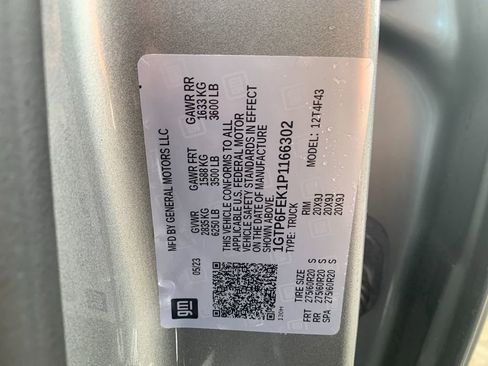 MFD BY GENERAL MOTORS LLC
05/23
GVWR
2835 KG
6250 LB
GAWR FRT
1588 KG
3500 LB
GAWR RR
1633 KG
3600 LB
THIS VEHICLE CONFORMS TO ALL
APPLICABLE U.S. FEDERAL MOTOR
VEHICLE SAFETY STANDARDS IN EFFECT
ON THE DATE OF MANUFACTURE
SHOWN ABOVE.
1GTP6FEK1P1166302
TYPE: TRUCK
MODEL: 12T4F43
TIRE SIZE
RIM
FRT 275/60R20 S 20X9J
RR 275/60R20 S 20X9J
SPA 275/60R20 S 20X9J
gm